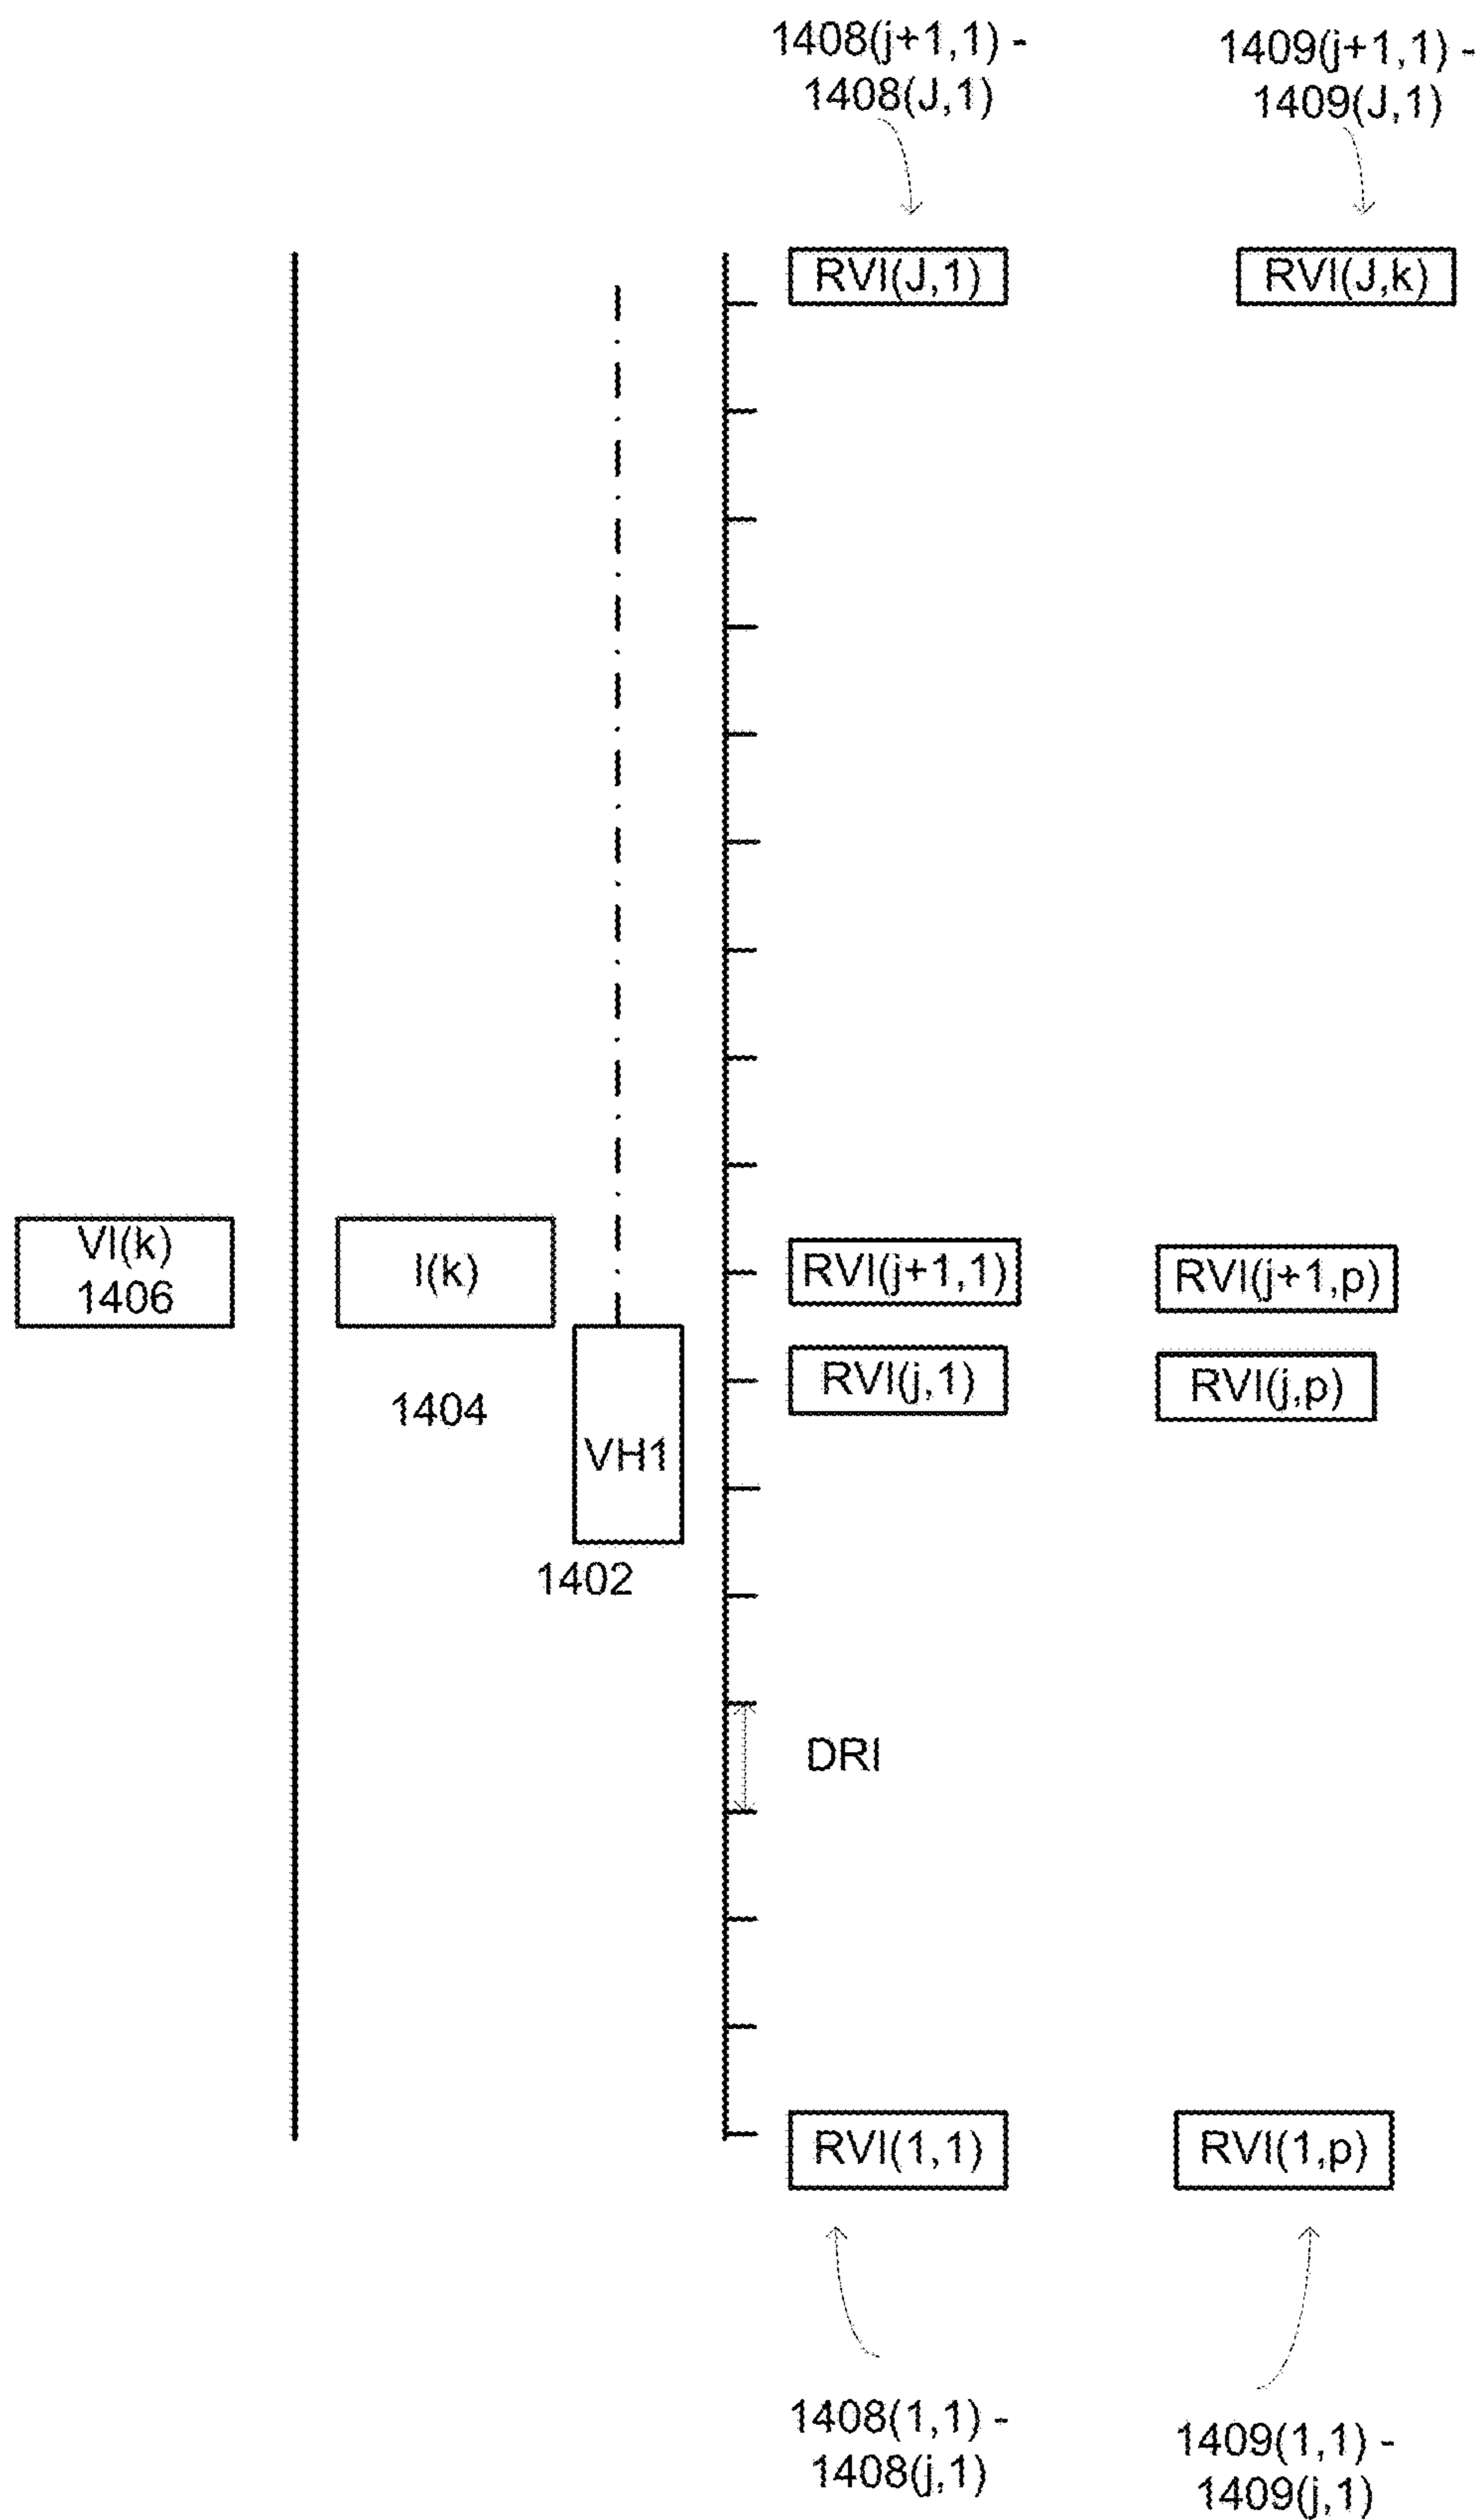 1408(j+1,1) -
1408(J,1)
1409(j+1,1) -
1409(J,1)
RVI(J,1)
RVI(J,k)
VI(k)
1406
I(k)
RVI(j+1,1)
RVI(j+1,p)
RVI(j,1)
RVI(j,p)
1404
VH1
1402
DRI
RVI(1,1)
RVI(1,p)
1408(1,1) -
1408(j,1)
1409(1,1) -
1409(j,1)